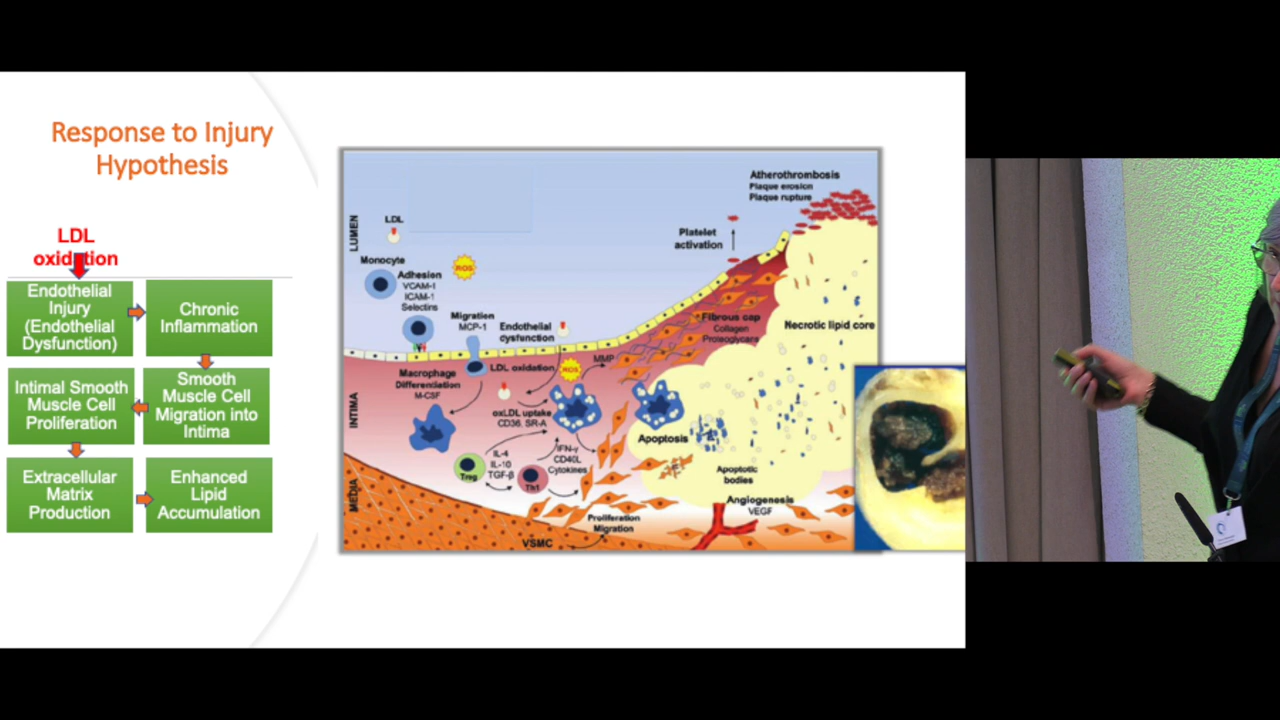 Response to Injury
Hypothesis
LDL
oxidation
Endothelial
Injury
(Endothelial
Dysfunction)
Chronic
Inflammation
Intimal Smooth
Muscle Cell
Proliferation
Smooth
Muscle Cell
Migration into
Intima
Extracellular
Matrix
Production
Enhanced
Lipid
Accumulation
LUMEN
INTIMA
MEDIA
LDL
Monocyte
Adhesion
VCAM-1
ICAM-1
Selectins
ROS
Migration
MCP-1
Endothelial
dysfunction
Platelet
activation
Atherothrombosis
Plaque erosion
Plaque rupture
Fibrous cap
Collagen
Proteoglycans
Necrotic lipid core
Macrophage
Differendation
M-CSF
LDL oxidation
ROS
MMP
oxLDL uptake
CD36, SR-A
IL-4
IL-10
TGF-β
Treg
Th1
IFN-γ
CD40L
Cytokines
Apoptosis
Apoptotic
bodies
Angiogenesis
VEGF
Proliferation
Migration
VSMC